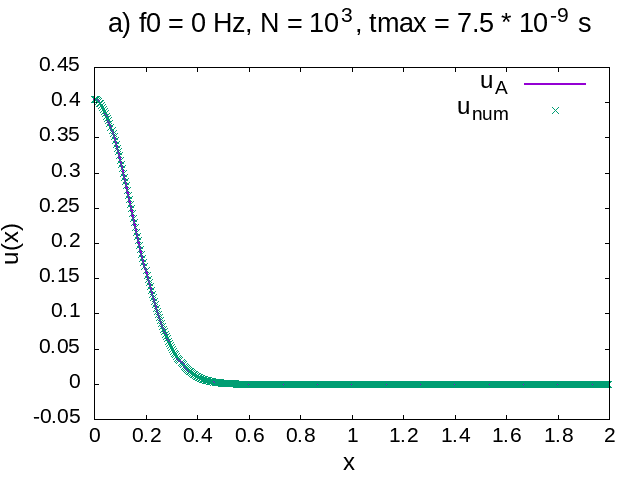 a) f0 = 0 Hz, N = 10^3, tmax = 7.5 * 10^-9 s
u_A
u_num
0.45
0.4
0.35
0.3
0.25
0.2
0.15
0.1
0.05
0
-0.05
u(x)
0 0.2 0.4 0.6 0.8 1 1.2 1.4 1.6 1.8 2
x